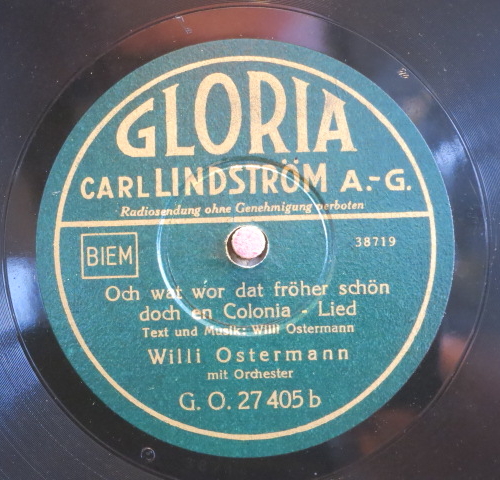 GLORIA
CARL LINDSTRÖM A.-G.
Radiosendung ohne Genehmigung verboten
BIEM
38719
Och wat wor dat fröher schön
doch en Colonia - Lied
Text und Musik: Willi Ostermann
Willi Ostermann
mit Orchester
G. O. 27 405 b